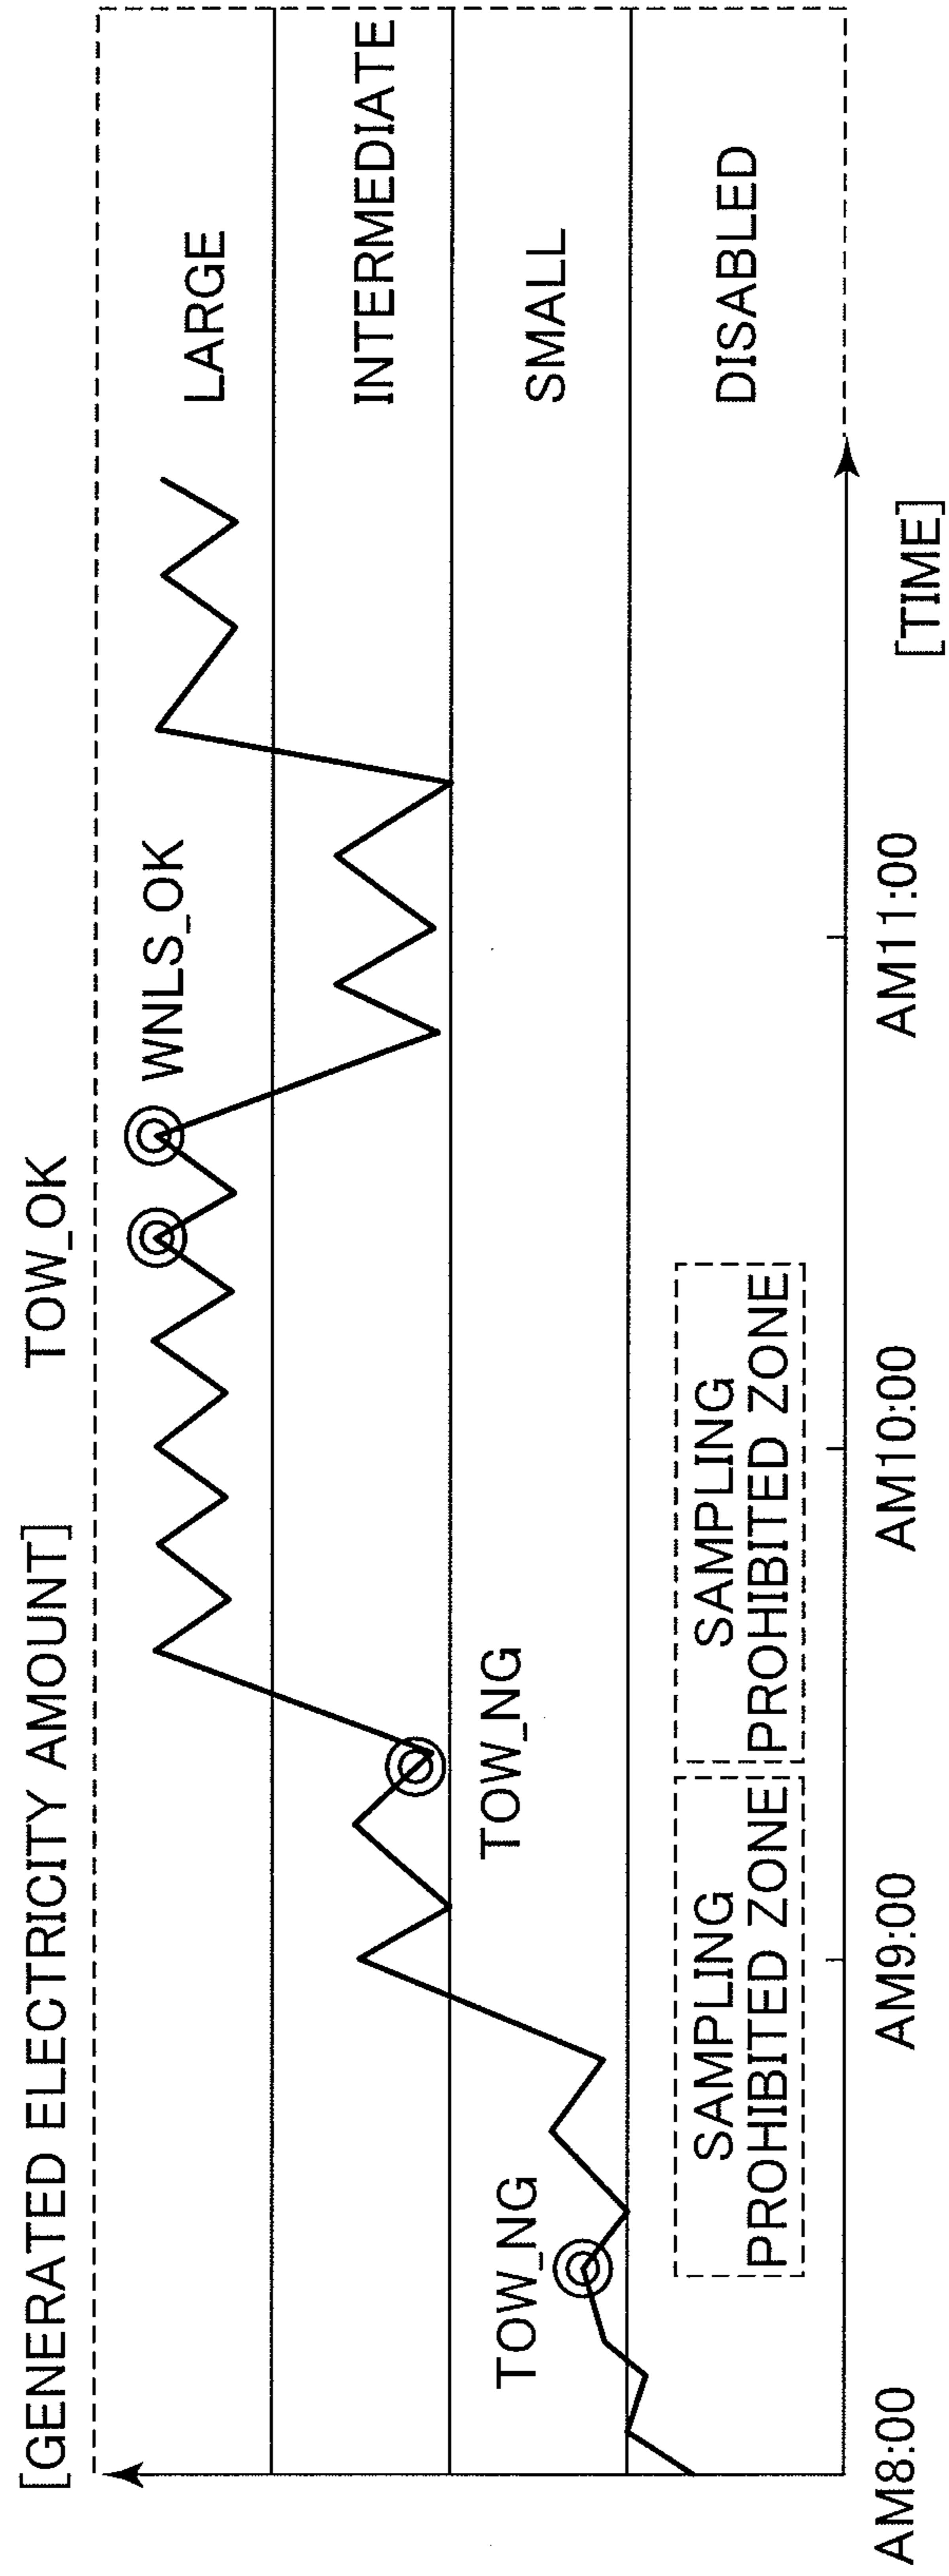 [GENERATED ELECTRICITY AMOUNT]
TOW_OK
WNLS_OK
LARGE
INTERMEDIATE
TOW_NG
TOW_NG
SMALL
SAMPLING
PROHIBITED ZONE
SAMPLING
PROHIBITED ZONE
DISABLED
AM8:00
AM9:00
AM10:00
AM11:00
[TIME]